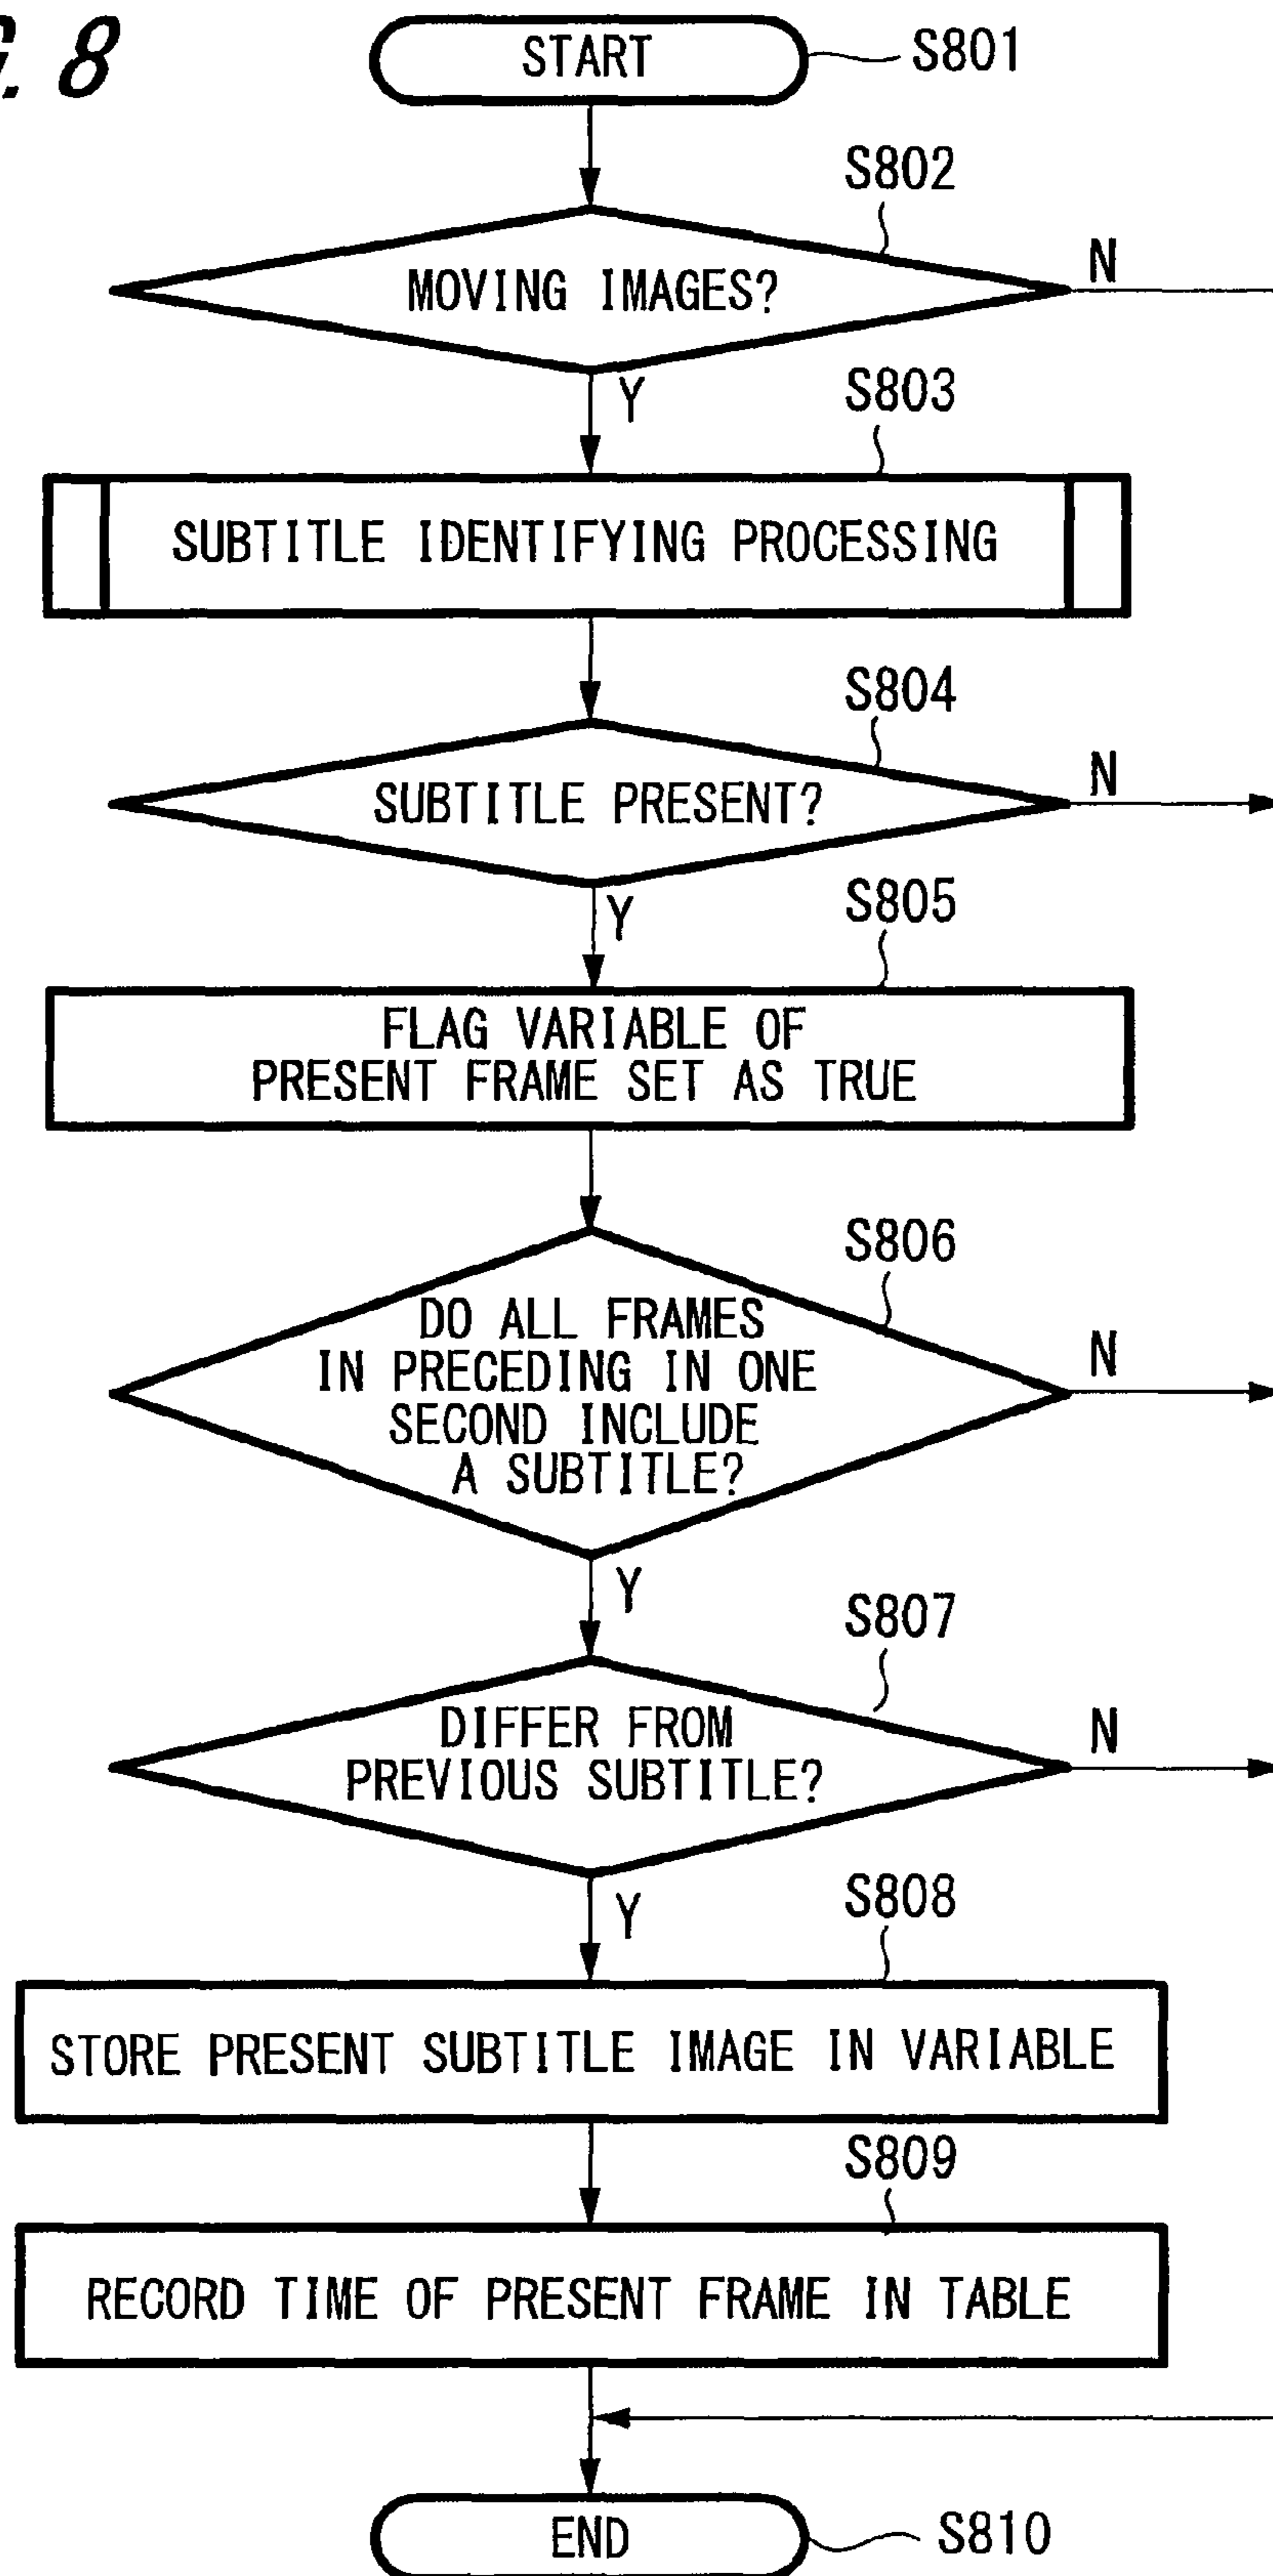 G. 8
START
S801
S802
MOVING IMAGES?
N
Y
S803
SUBTITLE IDENTIFYING PROCESSING
S804
SUBTITLE PRESENT?
N
Y
S805
FLAG VARIABLE OF
PRESENT FRAME SET AS TRUE
S806
DO ALL FRAMES
IN PRECEDING IN ONE
SECOND INCLUDE
A SUBTITLE?
N
Y
S807
DIFFER FROM
PREVIOUS SUBTITLE?
N
Y
S808
STORE PRESENT SUBTITLE IMAGE IN VARIABLE
S809
RECORD TIME OF PRESENT FRAME IN TABLE
END
S810